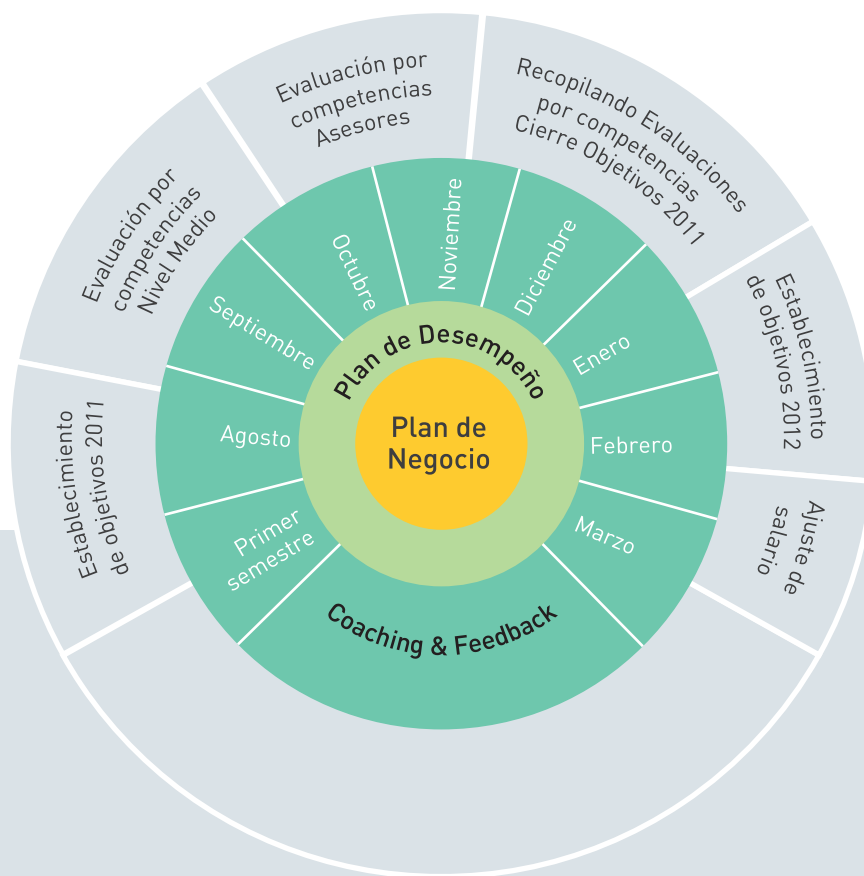 Evaluación por
competencias
Asesores
Recopilando Evaluaciones
por competencias
Cierre Objetivos 2011
Establecimiento
de objetivos 2012
Ajuste de
salario
Establecimiento
de objetivos 2011
Evaluación por
competencias
Nivel Medio
Primer
semestre
Agosto
Septiembre
Octubre
Noviembre
Diciembre
Enero
Febrero
Marzo
Coaching & Feedback
Plan de Desempeño
Plan de
Negocio